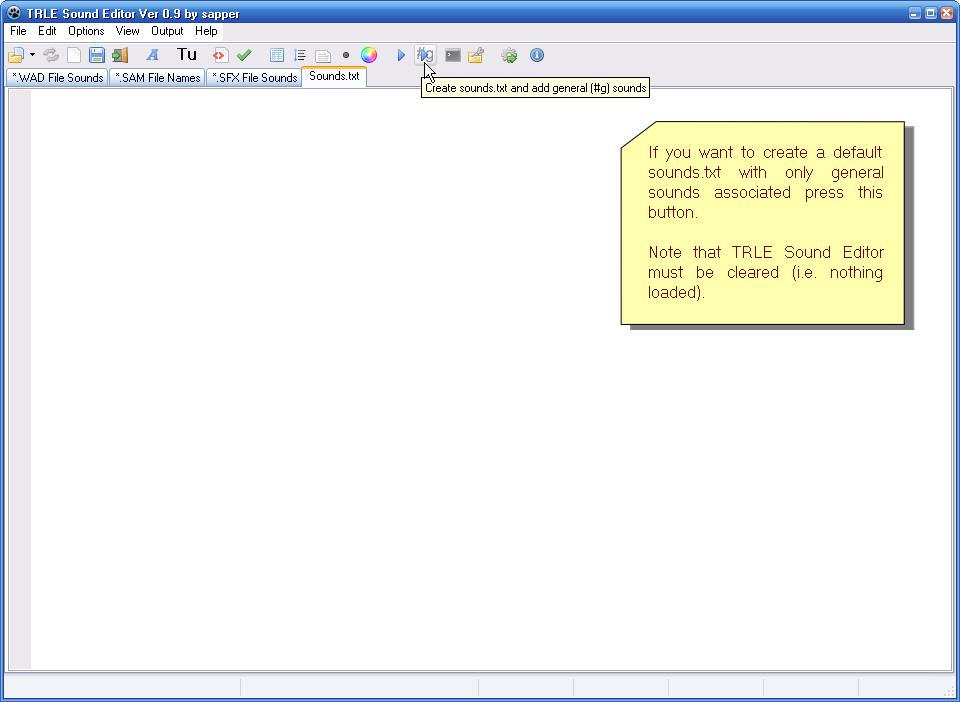 TRLE Sound Editor Ver 0.9 by sapper
File Edit Options View Output Help
A Tu #g
*.WAD File Sounds *.SAM File Names *.SFX File Sounds Sounds.txt
Create sounds.txt and add general (#g) sounds
If you want to create a default
sounds.txt with only general
sounds associated press this
button.
Note that TRLE Sound Editor
must be cleared (i.e. nothing
loaded).